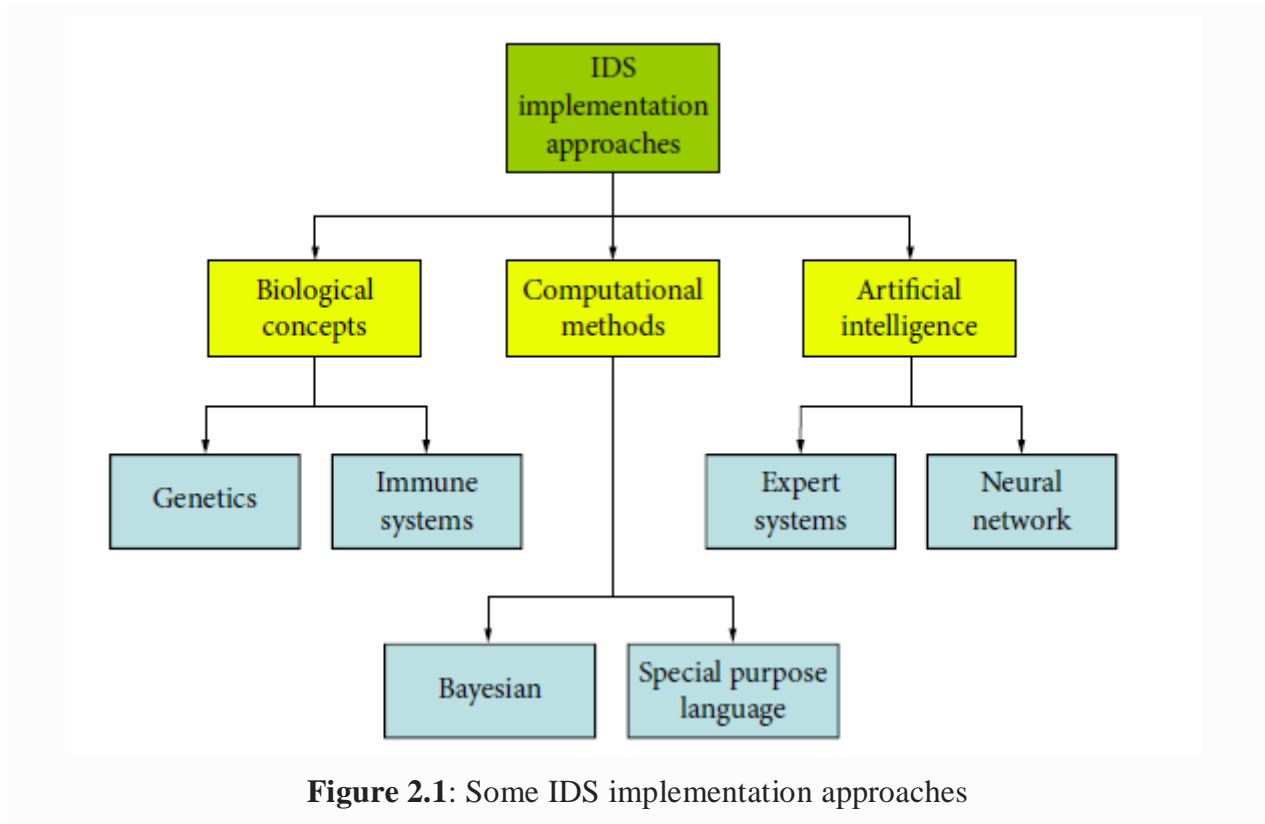 IDS
implementation
approaches
Biological
concepts
Computational
methods
Artificial
intelligence
Genetics
Immune
systems
Expert
systems
Neural
network
Bayesian
Special purpose
language
Figure 2.1: Some IDS implementation approaches